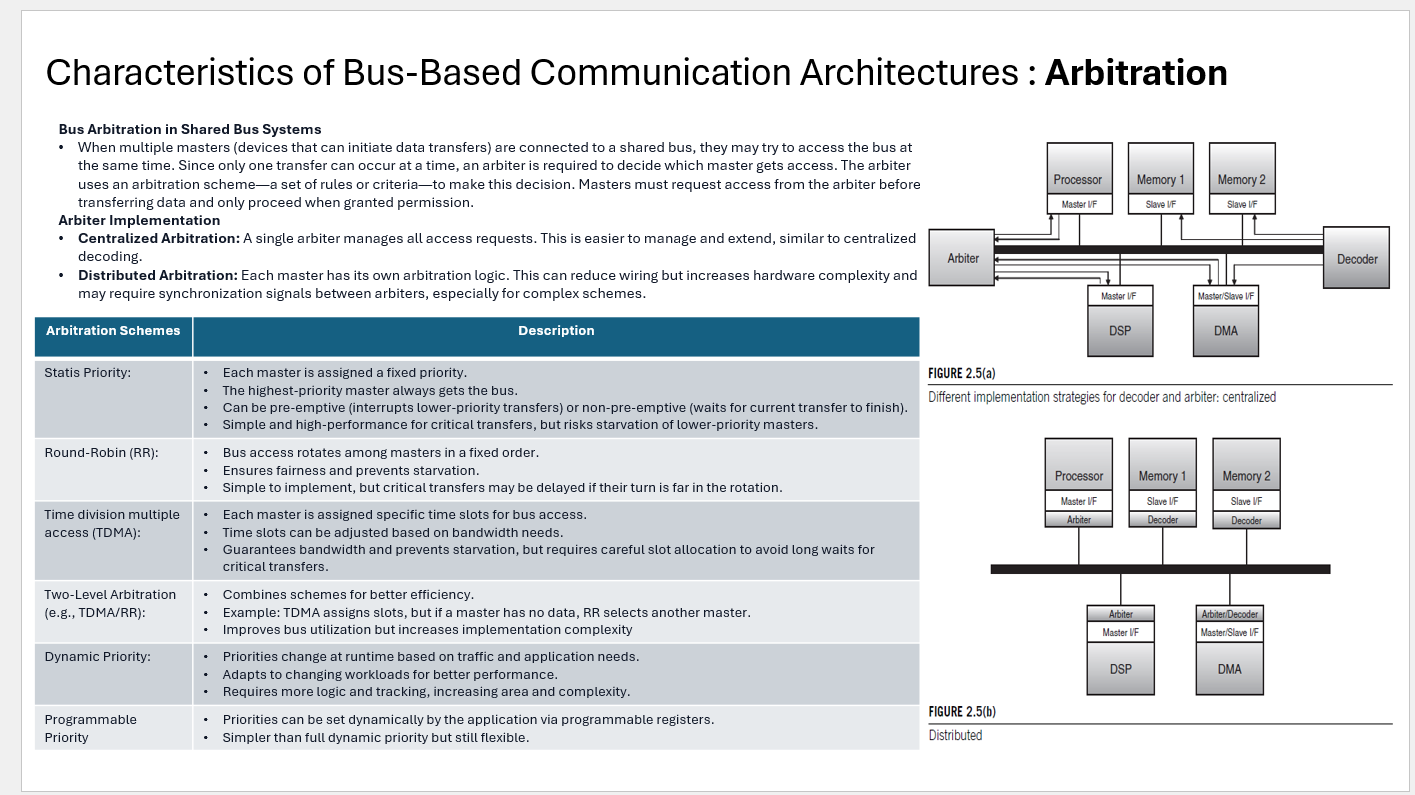 Characteristics of Bus-Based Communication Architectures : Arbitration
Bus Arbitration in Shared Bus Systems
• When multiple masters (devices that can initiate data transfers) are connected to a shared bus, they may try to access the bus at
the same time. Since only one transfer can occur at a time, an arbiter is required to decide which master gets access. The arbiter
uses an arbitration scheme—a set of rules or criteria—to make this decision. Masters must request access from the arbiter before
transferring data and only proceed when granted permission.
Arbiter Implementation
• Centralized Arbitration: A single arbiter manages all access requests. This is easier to manage and extend, similar to centralized
decoding.
• Distributed Arbitration: Each master has its own arbitration logic. This can reduce wiring but increases hardware complexity and
may require synchronization signals between arbiters, especially for complex schemes.
Arbitration Schemes
Description
Statis Priority:
• Each master is assigned a fixed priority.
• The highest-priority master always gets the bus.
• Can be pre-emptive (interrupts lower-priority transfers) or non-pre-emptive (waits for current transfer to finish).
• Simple and high-performance for critical transfers, but risks starvation of lower-priority masters.
Round-Robin (RR):
• Bus access rotates among masters in a fixed order.
• Ensures fairness and prevents starvation.
• Simple to implement, but critical transfers may be delayed if their turn is far in the rotation.
Time division multiple
access (TDMA):
• Each master is assigned specific time slots for bus access.
• Time slots can be adjusted based on bandwidth needs.
• Guarantees bandwidth and prevents starvation, but requires careful slot allocation to avoid long waits for
critical transfers.
Two-Level Arbitration
(e.g., TDMA/RR):
• Combines schemes for better efficiency.
• Example: TDMA assigns slots, but if a master has no data, RR selects another master.
• Improves bus utilization but increases implementation complexity
Dynamic Priority:
• Priorities change at runtime based on traffic and application needs.
• Adapts to changing workloads for better performance.
• Requires more logic and tracking, increasing area and complexity.
Programmable
Priority
• Priorities can be set dynamically by the application via programmable registers.
• Simpler than full dynamic priority but still flexible.
Processor
Memory 1
Memory 2
Master I/F
Slave I/F
Slave I/F
Arbiter
Decoder
Master I/F
Master/Slave I/F
DSP
DMA
FIGURE 2.5(a)
Different implementation strategies for decoder and arbiter: centralized
Processor
Memory 1
Memory 2
Master I/F
Slave I/F
Slave I/F
Arbiter
Decoder
Decoder
Arbiter
Arbiter/Decoder
Master I/F
Master/Slave I/F
DSP
DMA
FIGURE 2.5(b)
Distributed